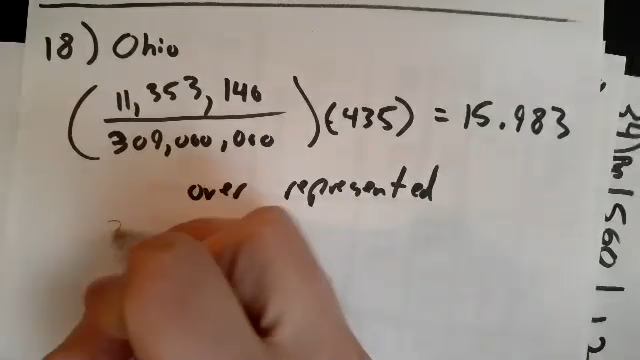 18) Ohio
(11,353,140 / 309,000,000)(435) = 15.983
over represented